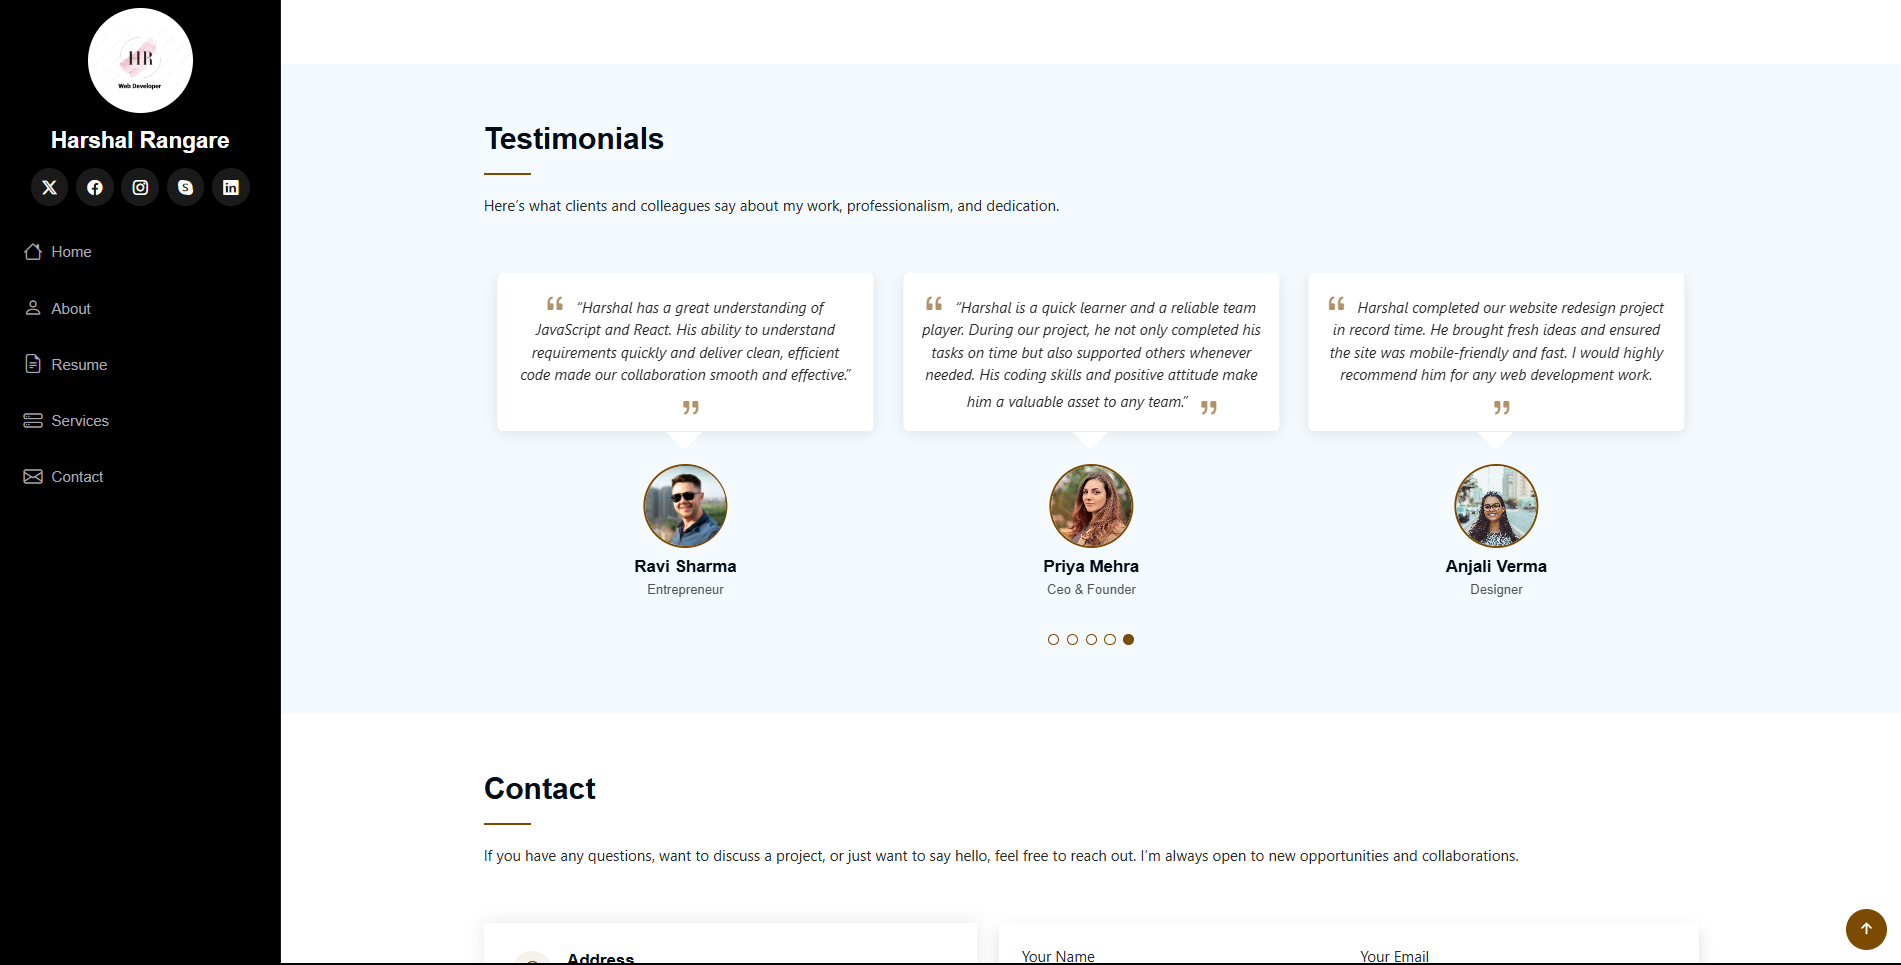 HR
Web Developer
Harshal Rangare
Home
About
Resume
Services
Contact
Testimonials
Here's what clients and colleagues say about my work, professionalism, and dedication.
“Harshal has a great understanding of
JavaScript and React. His ability to understand
requirements quickly and deliver clean, efficient
code made our collaboration smooth and effective.”
Ravi Sharma
Entrepreneur
“Harshal is a quick learner and a reliable team
player. During our project, he not only completed his
tasks on time but also supported others whenever
needed. His coding skills and positive attitude make
him a valuable asset to any team.”
Priya Mehra
Ceo & Founder
Harshal completed our website redesign project
in record time. He brought fresh ideas and ensured
the site was mobile-friendly and fast. I would highly
recommend him for any web development work.
Anjali Verma
Designer
Contact
If you have any questions, want to discuss a project, or just want to say hello, feel free to reach out. I'm always open to new opportunities and collaborations.
Address
Your Name
Your Email